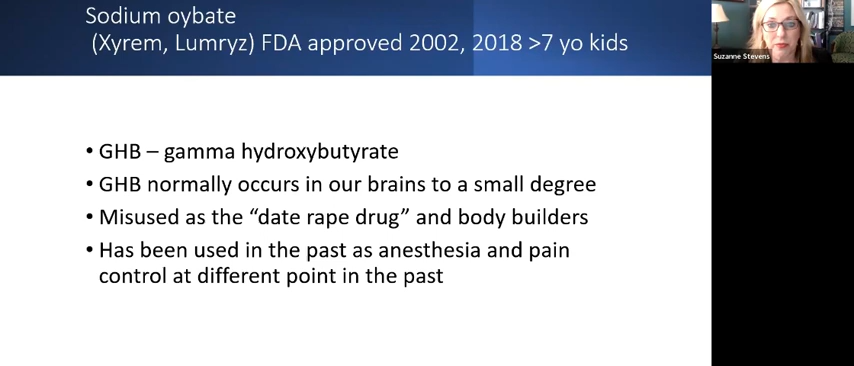 Sodium oybate
(Xyrem, Lumryz) FDA approved 2002, 2018 >7 yo kids
Suzanne Stevens
• GHB – gamma hydroxybutyrate
• GHB normally occurs in our brains to a small degree
• Misused as the “date rape drug” and body builders
• Has been used in the past as anesthesia and pain
control at different point in the past